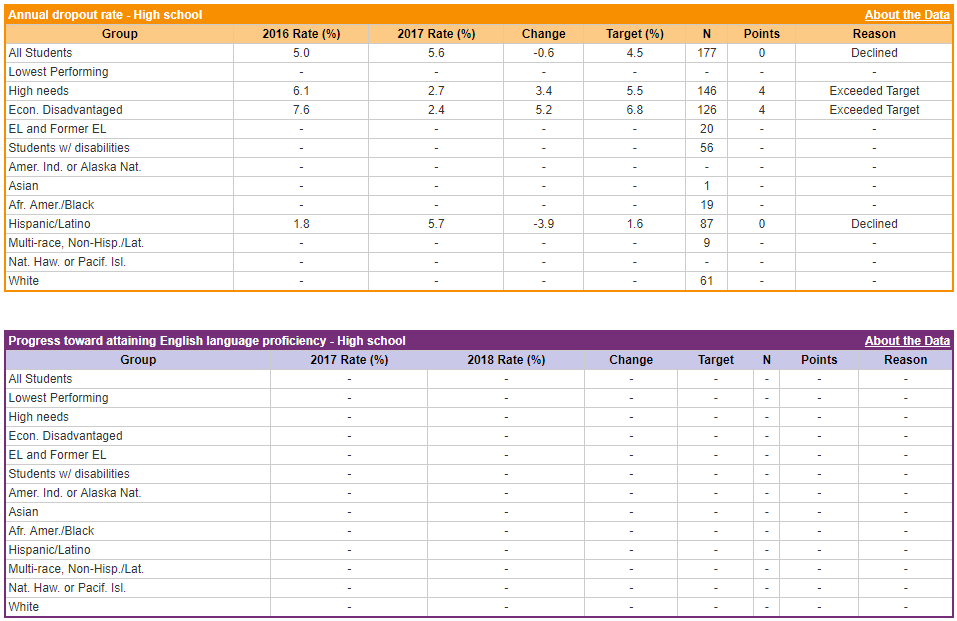 Annual dropout rate - High school About the Data
Group 2016 Rate (%) 2017 Rate (%) Change Target (%) N Points Reason
All Students 5.0 5.6 -0.6 4.5 177 0 Declined
Lowest Performing - - - - - - -
High needs 6.1 2.7 3.4 5.5 146 4 Exceeded Target
Econ. Disadvantaged 7.6 2.4 5.2 6.8 126 4 Exceeded Target
EL and Former EL - - - - 20 - -
Students w/ disabilities - - - - 56 - -
Amer. Ind. or Alaska Nat. - - - - - - -
Asian - - - - 1 - -
Afr. Amer./Black - - - - 19 - -
Hispanic/Latino 1.8 5.7 -3.9 1.6 87 0 Declined
Multi-race, Non-Hisp./Lat. - - - - 9 - -
Nat. Haw. or Pacif. Isl. - - - - - - -
White - - - - 61 - -
Progress toward attaining English language proficiency - High school About the Data
Group 2017 Rate (%) 2018 Rate (%) Change Target N Points Reason
All Students - - - - - - -
Lowest Performing - - - - - - -
High needs - - - - - - -
Econ. Disadvantaged - - - - - - -
EL and Former EL - - - - - - -
Students w/ disabilities - - - - - - -
Amer. Ind. or Alaska Nat. - - - - - - -
Asian - - - - - - -
Afr. Amer./Black - - - - - - -
Hispanic/Latino - - - - - - -
Multi-race, Non-Hisp./Lat. - - - - - - -
Nat. Haw. or Pacif. Isl. - - - - - - -
White - - - - - - -